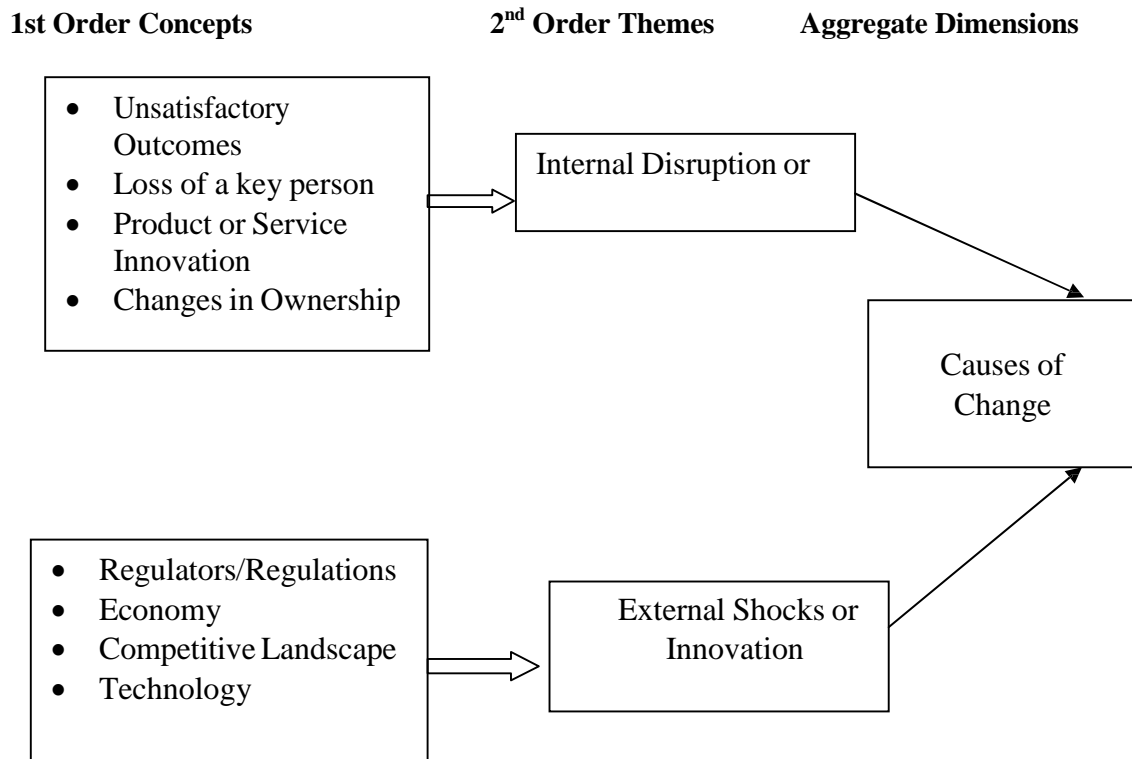 1st Order Concepts 2nd Order Themes Aggregate Dimensions
• Unsatisfactory
Outcomes
• Loss of a key person
• Product or Service
Innovation
• Changes in Ownership
Internal Disruption or
Causes of
Change
• Regulators/Regulations
• Economy
• Competitive Landscape
• Technology
External Shocks or
Innovation